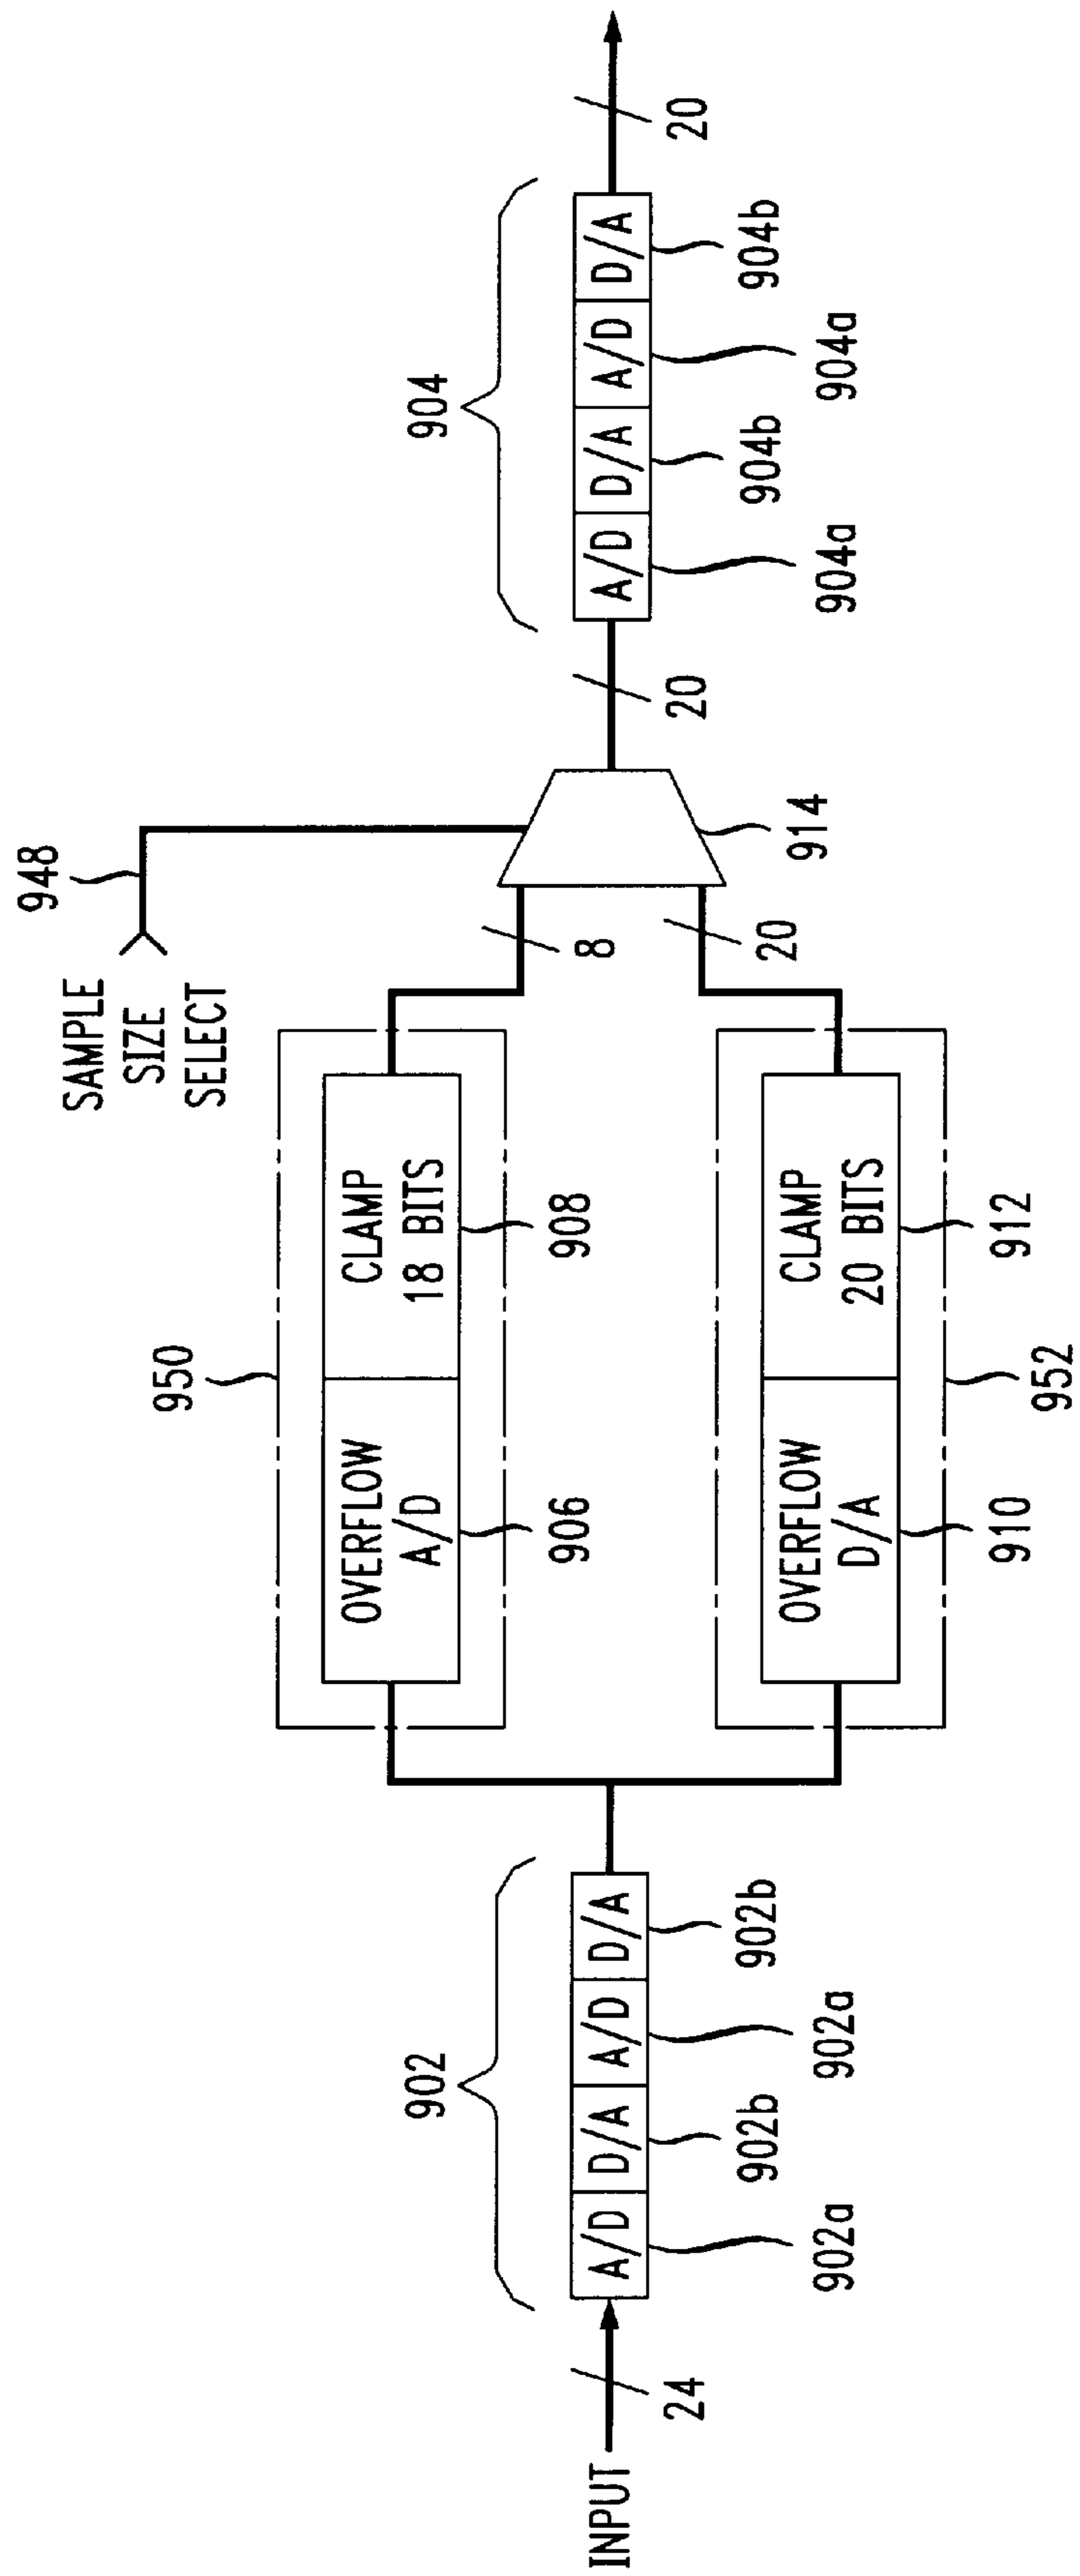 SAMPLE
SIZE
SELECT
948
950
OVERFLOW
A/D
CLAMP
18 BITS
906
908
8
902
904
INPUT
24
A/D D/A A/D D/A
902a
902b
902a
902b
20
A/D D/A A/D D/A
904a
904b
904a
904b
20
20
914
OVERFLOW
D/A
CLAMP
20 BITS
910
912
952